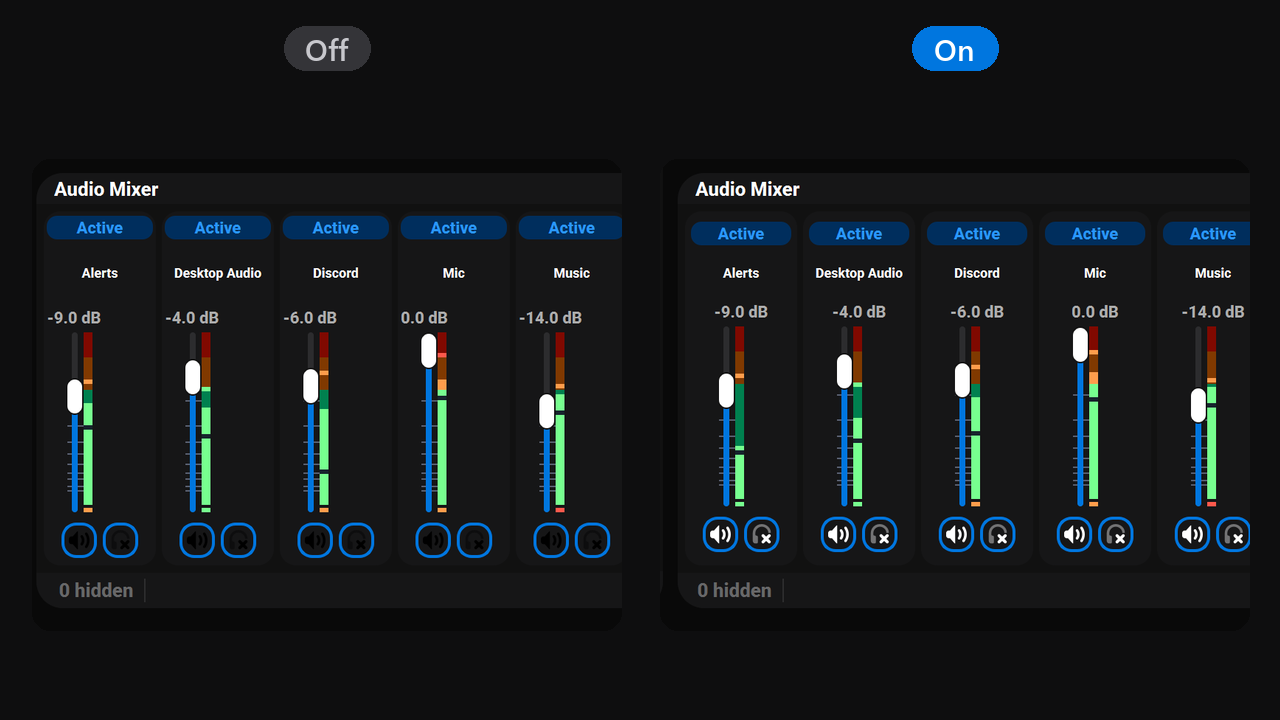 Off
On
Audio Mixer
Active Active Active Active Active
Alerts Desktop Audio Discord Mic Music
-9.0 dB -4.0 dB -6.0 dB 0.0 dB -14.0 dB
0 hidden
Audio Mixer
Active Active Active Active Active
Alerts Desktop Audio Discord Mic Music
-9.0 dB -4.0 dB -6.0 dB 0.0 dB -14.0 dB
0 hidden